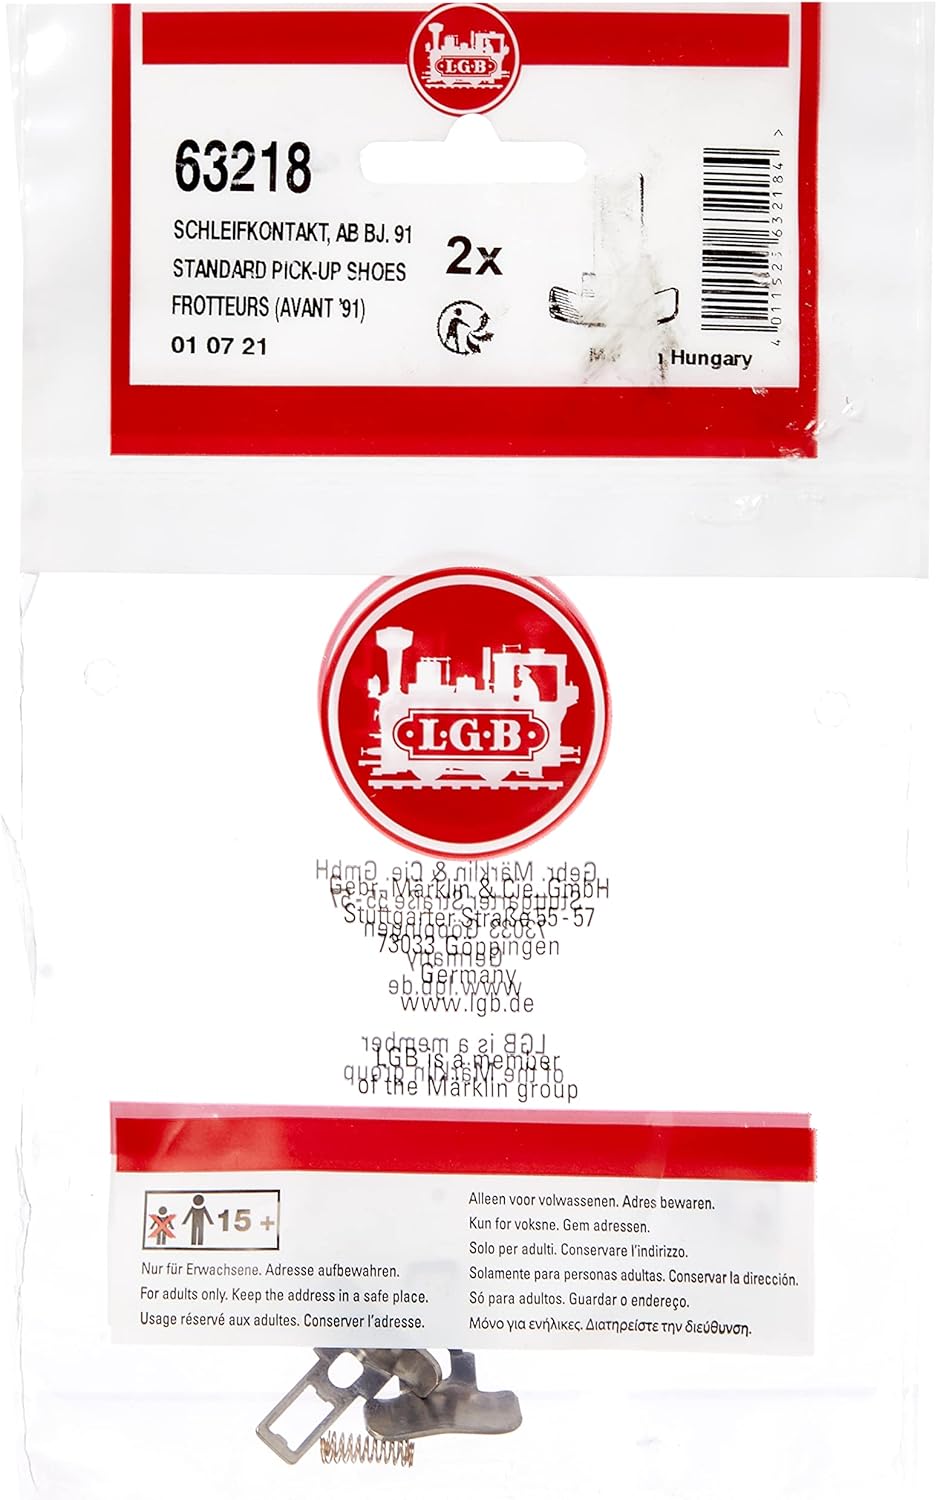 L·G·B
63218
SCHLEIFKONTAKT, AB BJ. 91
STANDARD PICK-UP SHOES
FROTTEURS (AVANT '91)
01 07 21
2x
Hungary
4 011525 632184 >
L·G·B
Gebr. Märklin & Cie. GmbH
Stuttgarter Straße 55 - 57
73033 Göppingen
Germany
www.lgb.de
LGB is a member
of the Märklin group
15 +
Nur für Erwachsene. Adresse aufbewahren.
For adults only. Keep the address in a safe place.
Usage réservé aux adultes. Conserver l'adresse.
Alleen voor volwassenen. Adres bewaren.
Kun for voksne. Gem adressen.
Solo per adulti. Conservare l'indirizzo.
Solamente para personas adultas. Conservar la dirección.
Só para adultos. Guardar o endereço.
Μόνο για ενήλικες. Διατηρείστε την διεύθυνση.